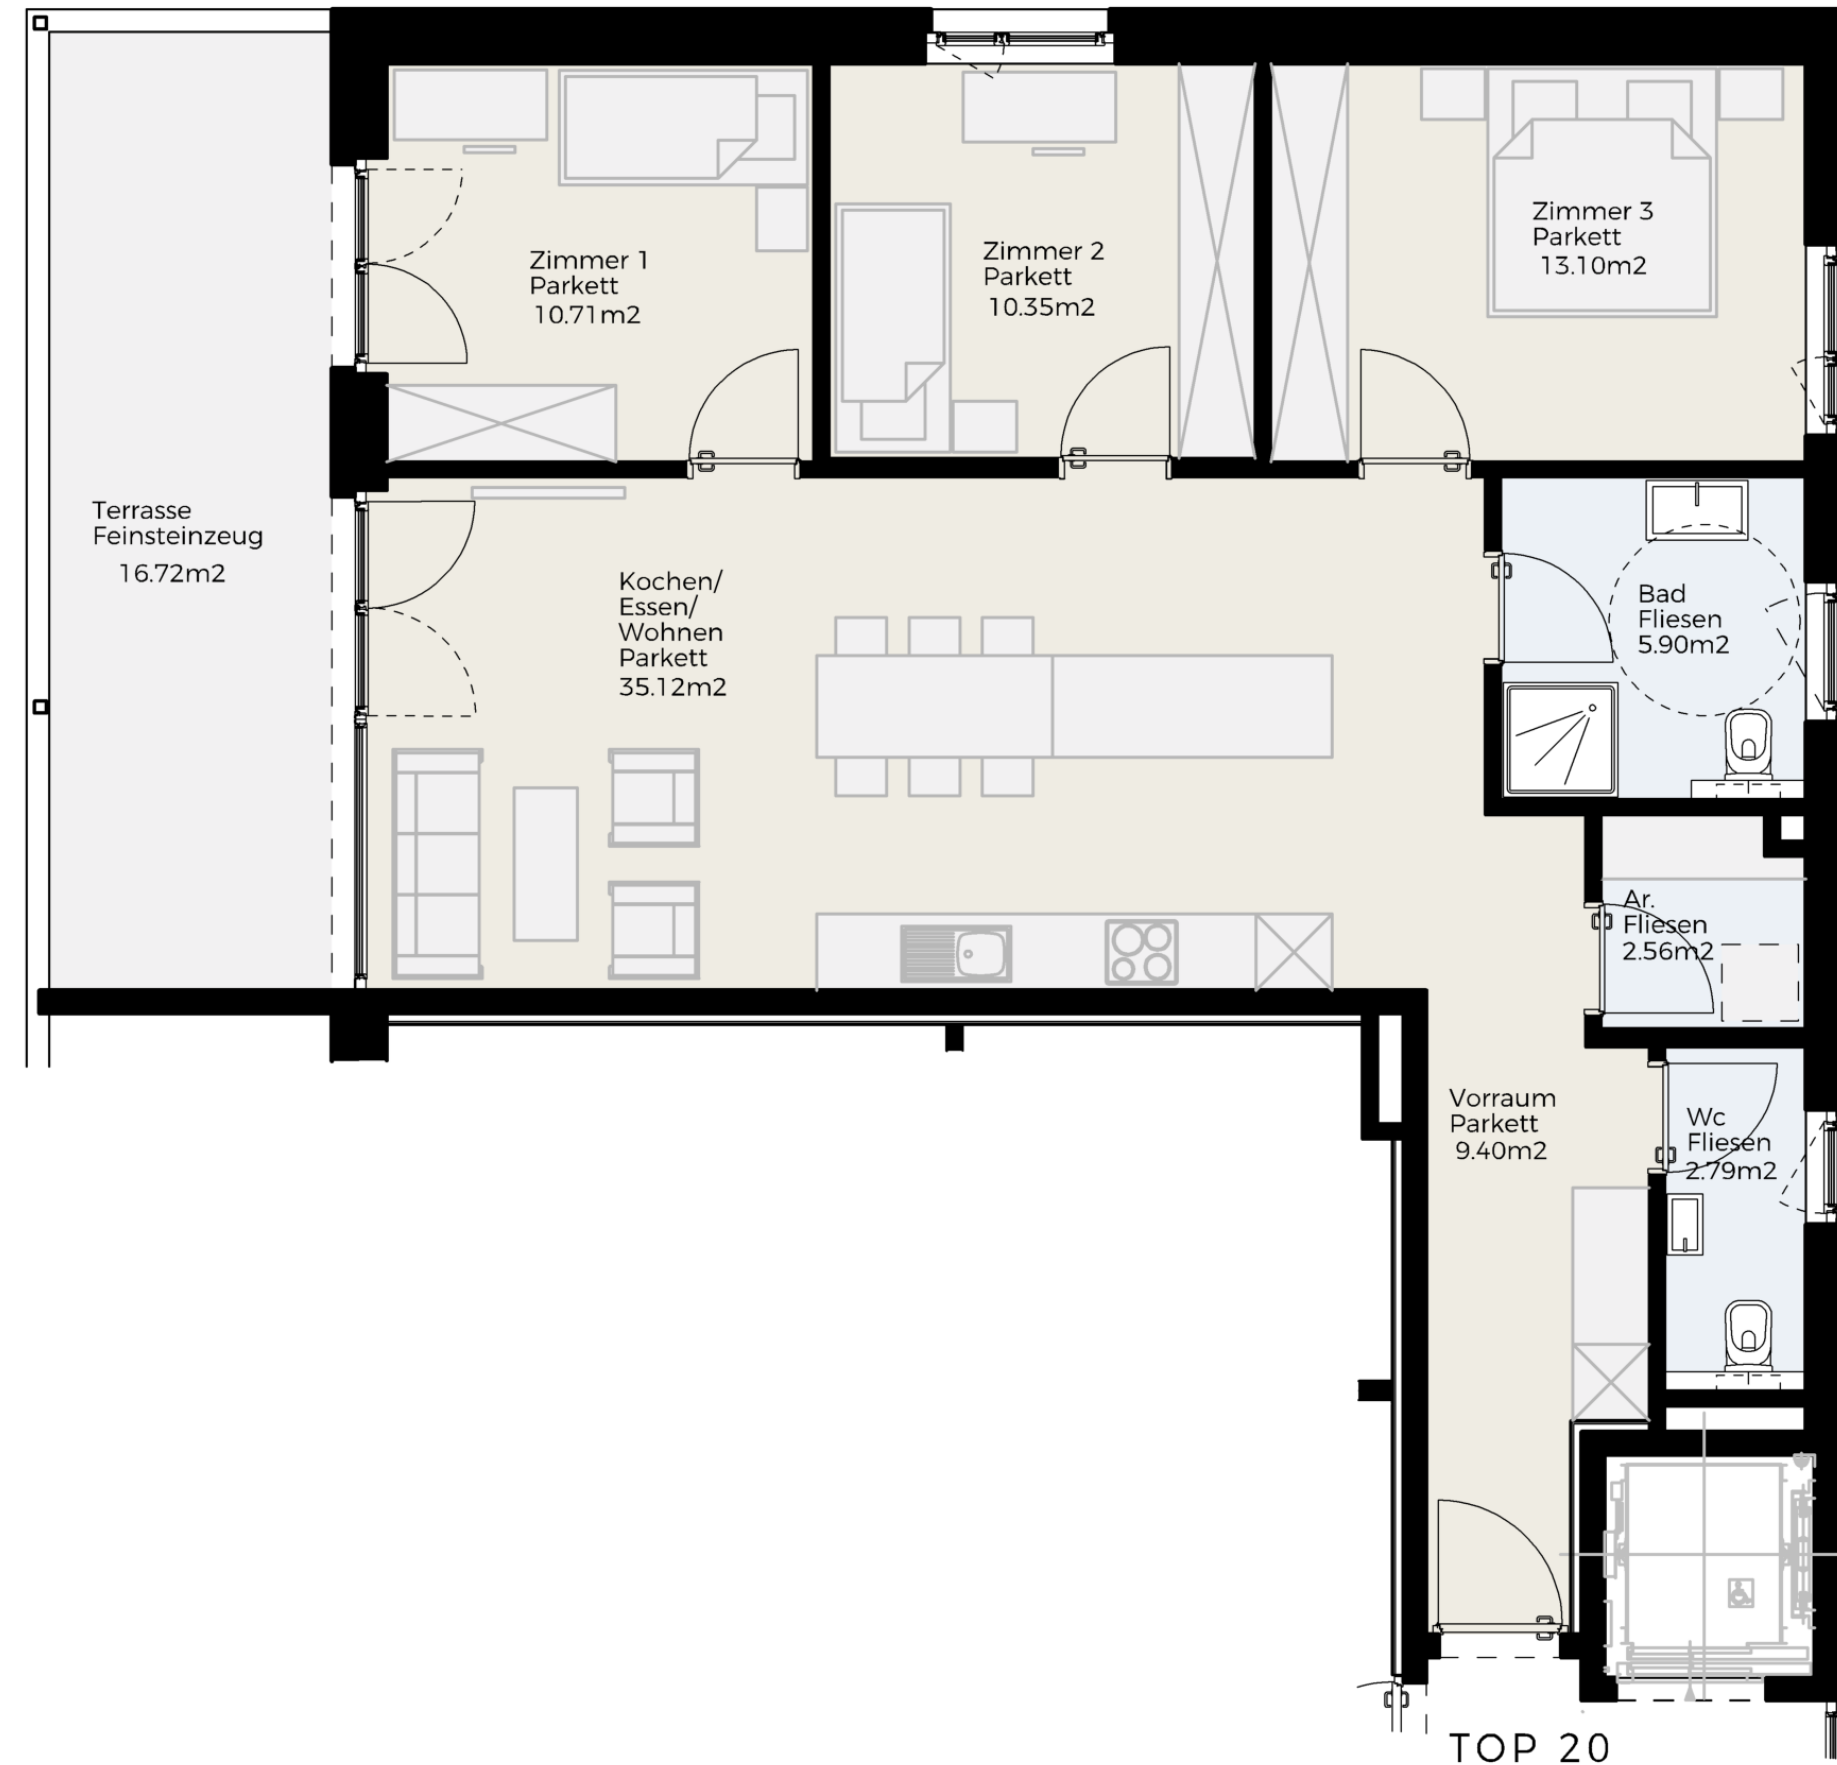 Zimmer 1
Parkett
10.71m2
Zimmer 2
Parkett
10.35m2
Zimmer 3
Parkett
13.10m2
Terrasse
Feinsteinzeug
16.72m2
Kochen/
Essen/
Wohnen
Parkett
35.12m2
Bad
Fliesen
5.90m2
Ar.
Fliesen
2.56m2
Vorraum
Parkett
9.40m2
Wc
Fliesen
2.79m2
TOP 20